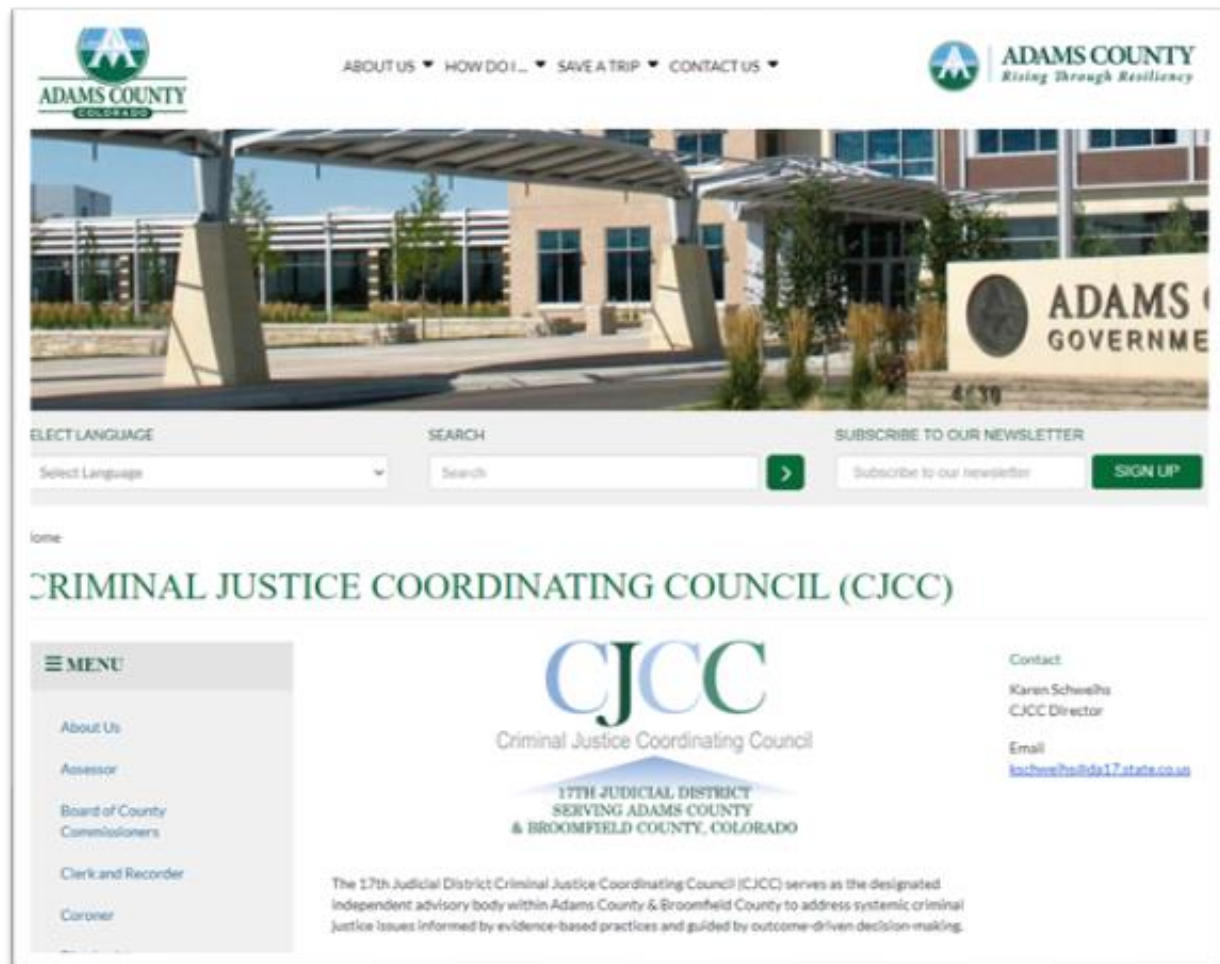 ADAMS COUNTY
COLORADO
ABOUT US HOW DO I ... SAVE A TRIP CONTACT US
ADAMS COUNTY
Rising Through Resiliency
ADAMS
GOVERNME
4430
ELECT LANGUAGE
SEARCH
SUBSCRIBE TO OUR NEWSLETTER
Select Language
Search
Subscribe to our newsletter
SIGN UP
ome
CRIMINAL JUSTICE COORDINATING COUNCIL (CJCC)
MENU
About Us
Assessor
Board of County
Commissioners
Clerk and Recorder
Coroner
CJCC
Criminal Justice Coordinating Council
17TH JUDICIAL DISTRICT
SERVING ADAMS COUNTY
& BROOMFIELD COUNTY, COLORADO
The 17th Judicial District Criminal Justice Coordinating Council (CJCC) serves as the designated
independent advisory body within Adams County & Broomfield County to address systemic criminal
justice issues informed by evidence-based practices and guided by outcome-driven decision-making.
Contact
Karen Schweihs
CJCC Director
Email
kschweihs@da17.state.co.us